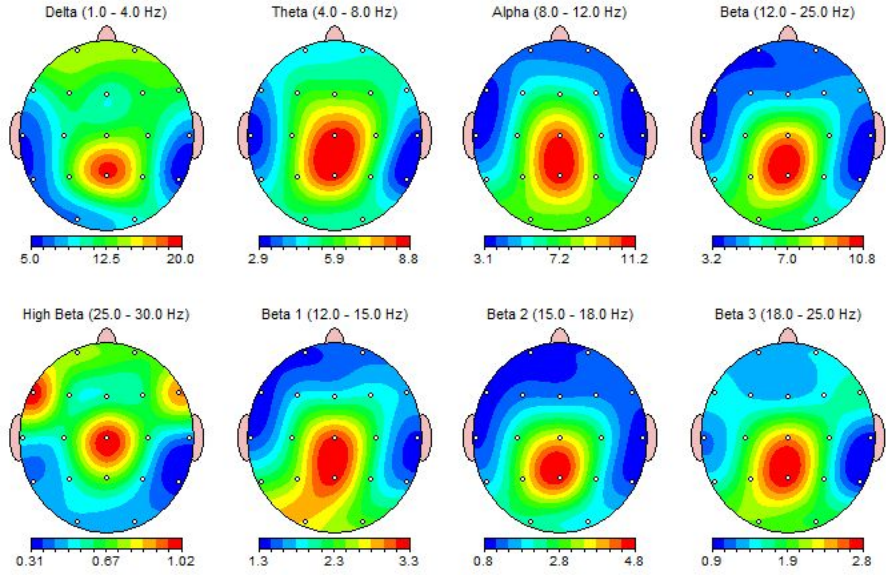 Delta (1.0 - 4.0 Hz)
Theta (4.0 - 8.0 Hz)
Alpha (8.0 - 12.0 Hz)
Beta (12.0 - 25.0 Hz)
5.0 12.5 20.0
2.9 5.9 8.8
3.1 7.2 11.2
3.2 7.0 10.8
High Beta (25.0 - 30.0 Hz)
Beta 1 (12.0 - 15.0 Hz)
Beta 2 (15.0 - 18.0 Hz)
Beta 3 (18.0 - 25.0 Hz)
0.31 0.67 1.02
1.3 2.3 3.3
0.8 2.8 4.8
0.9 1.9 2.8